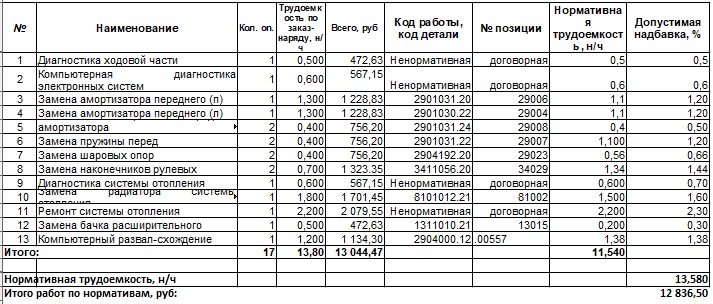 № Наименование Кол. оп. Трудоемк ость по заказ- наряду, н/ч Всего, руб Код работы, код детали № позиции Нормативна я трудоемкост ь, н/ч Допустимая надбавка, %
1 Диагностика ходовой части 1 0,500 472,63 Ненормативная договорная 0,5 0,5
2 Компьютерная диагностика электронных систем 1 0,600 567,15 Ненормативная договорная 0,6 0,6
3 Замена амортизатора переднего (п) 1 1,300 1 228,83 2901031.20 29006 1,1 1,20
4 Замена амортизатора переднего (л) 1 1,300 1 228,83 2901030.22 29004 1,1 1,20
5 амортизатора 2 0,400 756,20 2901031.24 29008 0,4 0,50
6 Замена пружины перед 2 0,400 756,20 2901031.31 29007 1,100 1,20
7 Замена шаровых опор 2 0,400 756,20 2904192.20 29023 0,56 0,66
8 Замена наконечников рулевых 2 0,700 1 323.35 3411056.20 34029 1,34 1,44
9 Диагностика системы отопления 1 0,600 567,15 Ненормативная договорная 0,600 0,70
10 Замена радиатора системы отопления 1 1,800 1 701,45 8101012.21 81002 1,500 1,60
11 Ремонт системы отопления 1 2,200 2 079,55 Ненормативная договорная 2,200 2,30
12 Замена бачка расширительного 1 0,500 472,63 1311010.21 13015 0,200 0,30
13 Компьютерный развал-схождение 1 1,200 1 134,30 2904000.12 .00557 1,38 1,38
Итого: 17 13,80 13 044,47 11,540
Нормативная трудоемкость, н/ч 13,580
Итого работ по нормативам, руб: 12 836,50